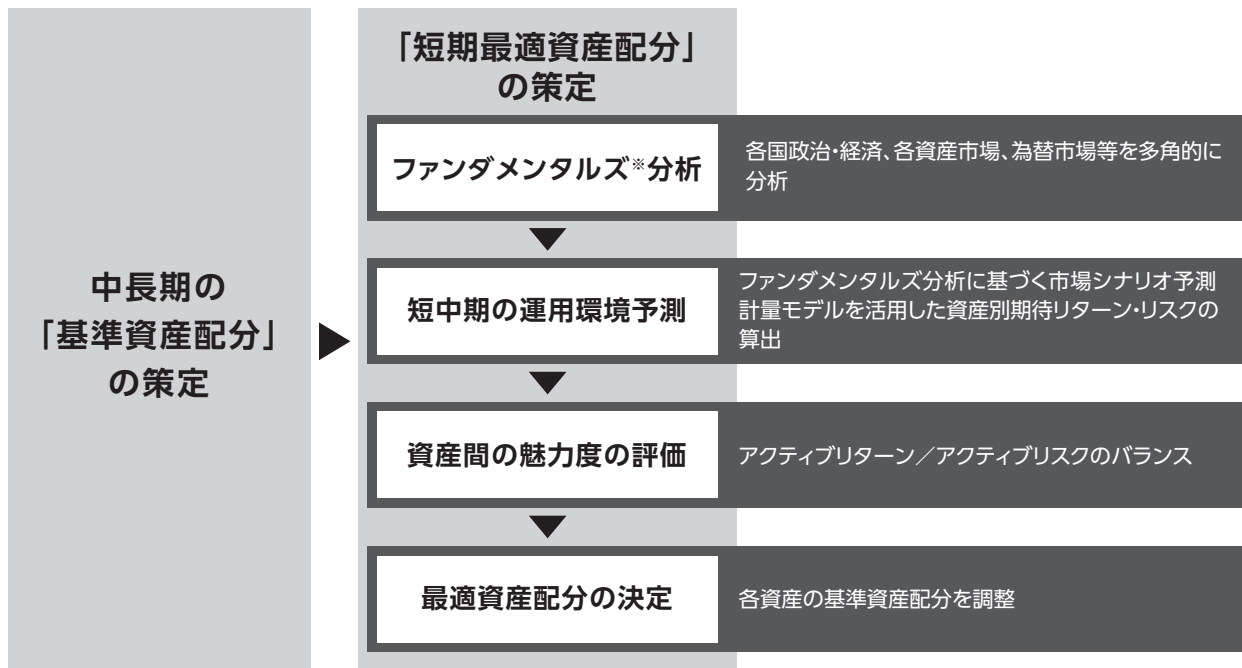 中長期の
「基準資産配分」
の策定
「短期最適資産配分」
の策定
ファンダメンタルズ※分析
各国政治・経済、各資産市場、為替市場等を多角的に
分析
短中期の運用環境予測
ファンダメンタルズ分析に基づく市場シナリオ予測
計量モデルを活用した資産別期待リターン・リスクの
算出
資産間の魅力度の評価
アクティブリターン／アクティブリスクのバランス
最適資産配分の決定
各資産の基準資産配分を調整